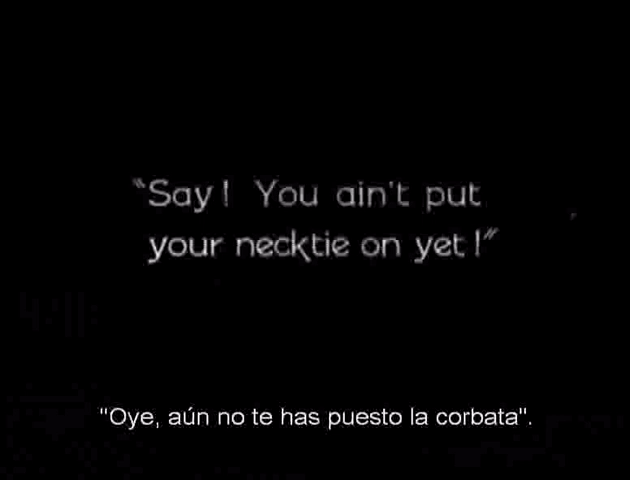 "Say! You ain't put
your necktie on yet!"
"Oye, aún no te has puesto la corbata".